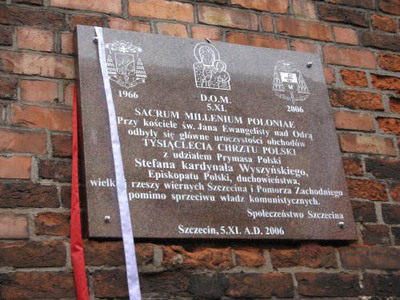 1966
2006
D.O.M.
5.XI.
SACRUM MILLENIUM POLONIAE
Przy kościele św. Jana Ewangelisty nad Odrą
odbyły się główne uroczystości obchodów
TYSIĄCLECIA CHRZTU POLSKI
z udziałem Prymasa Polski
Stefana kardynała Wyszyńskiego,
Episkopatu Polski, duchowieństwa,
wielk rzeszy wiernych Szczecina i Pomorza Zachodniego
pomimo sprzeciwu władz komunistycznych.
Społeczeństwo Szczecina
Szczecin, 5.XI. A.D. 2006